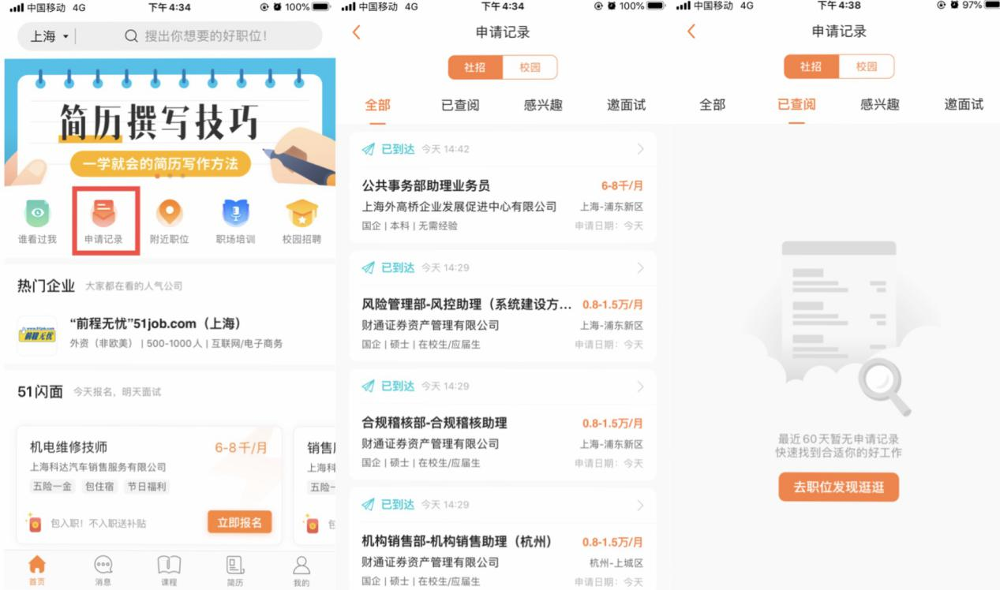 中国移动 4G 下午4:34 100%
上海 搜出你想要的好职位!
简历撰写技巧
一学就会的简历写作方法
谁看过我 申请记录 附近职位 职场培训 校园招聘
热门企业 大家都在看的人气公司
前程无忧
“前程无忧”51job.com（上海）
外资（非欧美） | 500-1000人 | 互联网/电子商务
51闪面 今天报名，明天面试
机电维修技师 6-8千/月
上海科达汽车销售服务有限公司
五险一金 包住宿 节日福利
包入职！不入职送补贴 立即报名
销售
上海科
五险一
包
首页 消息 课程 简历 我的
中国移动 4G 下午4:34 100%
申请记录
社招 校园
全部 已查阅 感兴趣 邀面试
已到达 今天 14:42
公共事务部助理业务员 6-8千/月
上海外高桥企业发展促进中心有限公司 上海-浦东新区
国企 | 本科 | 无需经验 申请日期：今天
已到达 今天 14:29
风险管理部-风控助理（系统建设方... 0.8-1.5万/月
财通证券资产管理有限公司 上海-浦东新区
国企 | 硕士 | 在校生/应届生 申请日期：今天
已到达 今天 14:29
合规稽核部-合规稽核助理 0.8-1.5万/月
财通证券资产管理有限公司 上海-浦东新区
国企 | 硕士 | 在校生/应届生 申请日期：今天
已到达 今天 14:29
机构销售部-机构销售助理（杭州） 0.8-1.5万/月
财通证券资产管理有限公司 杭州-上城区
国企 | 硕士 | 在校生/应届生 申请日期：今天
中国移动 4G 下午4:38 97%
申请记录
社招 校园
全部 已查阅 感兴趣 邀面试
最近60天暂无申请记录
快速找到合适你的好工作
去职位发现逛逛